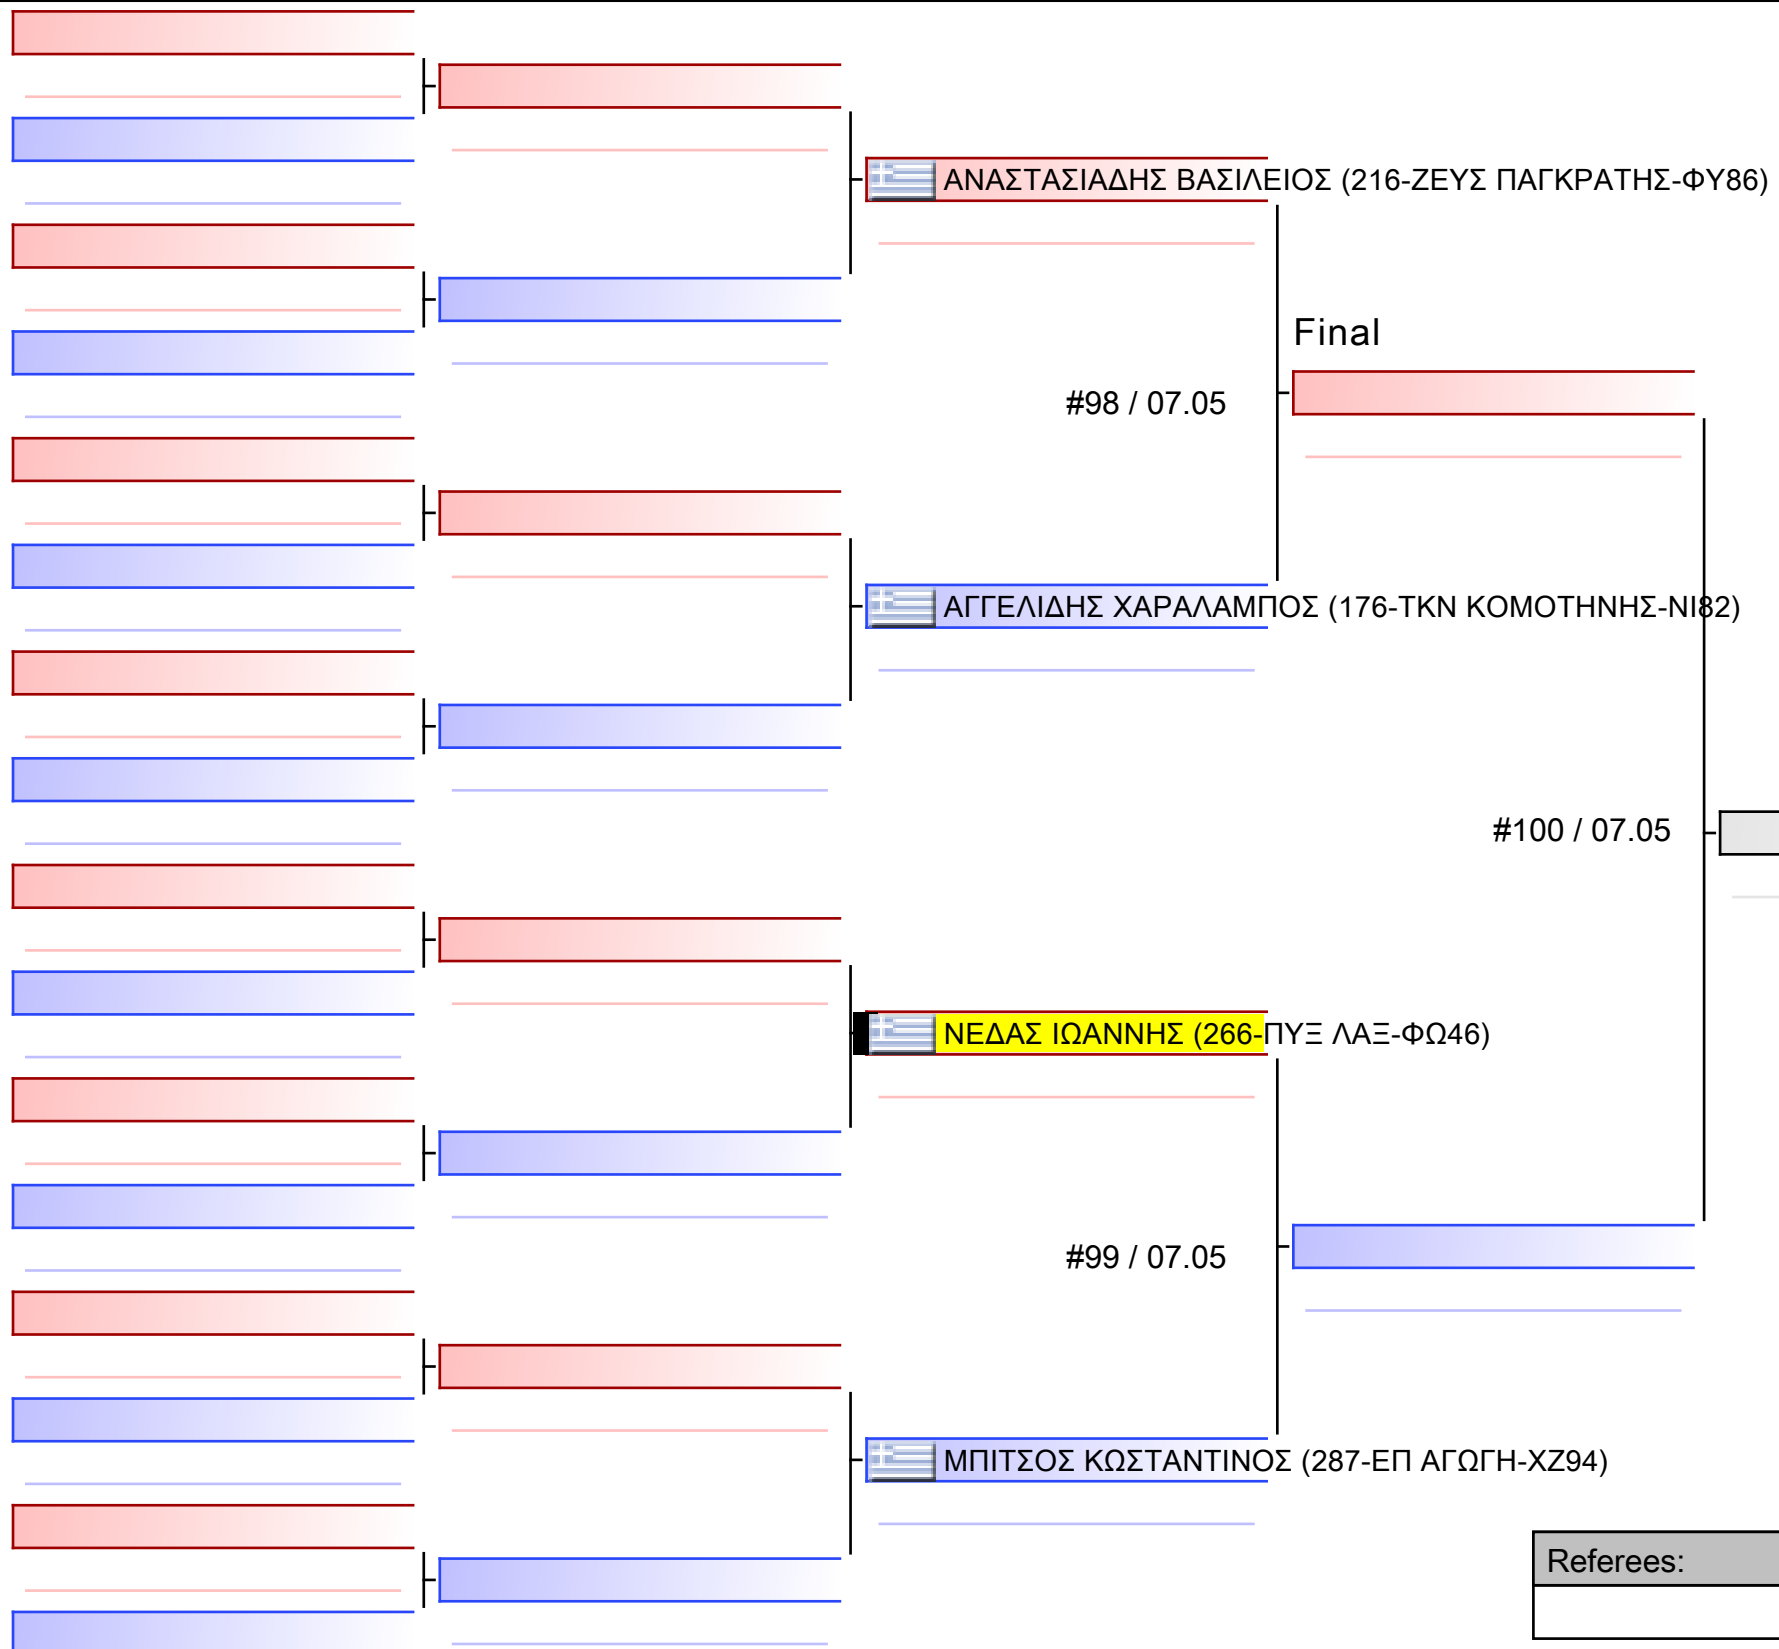 ΑΝΑΣΤΑΣΙΑΔΗΣ ΒΑΣΙΛΕΙΟΣ (216-ΖΕΥΣ ΠΑΓΚΡΑΤΗΣ-ΦΥ86)
Final
#98 / 07.05
ΑΓΓΕΛΙΔΗΣ ΧΑΡΑΛΑΜΠΟΣ (176-ΤΚΝ ΚΟΜΟΤΗΝΗΣ-ΝΙ82)
#100 / 07.05
ΝΕΔΑΣ ΙΩΑΝΝΗΣ (266-ΠΥΞ ΛΑΞ-ΦΩ46)
#99 / 07.05
ΜΠΙΤΣΟΣ ΚΩΣΤΑΝΤΙΝΟΣ (287-ΕΠ ΑΓΩΓΗ-ΧΖ94)
Referees: